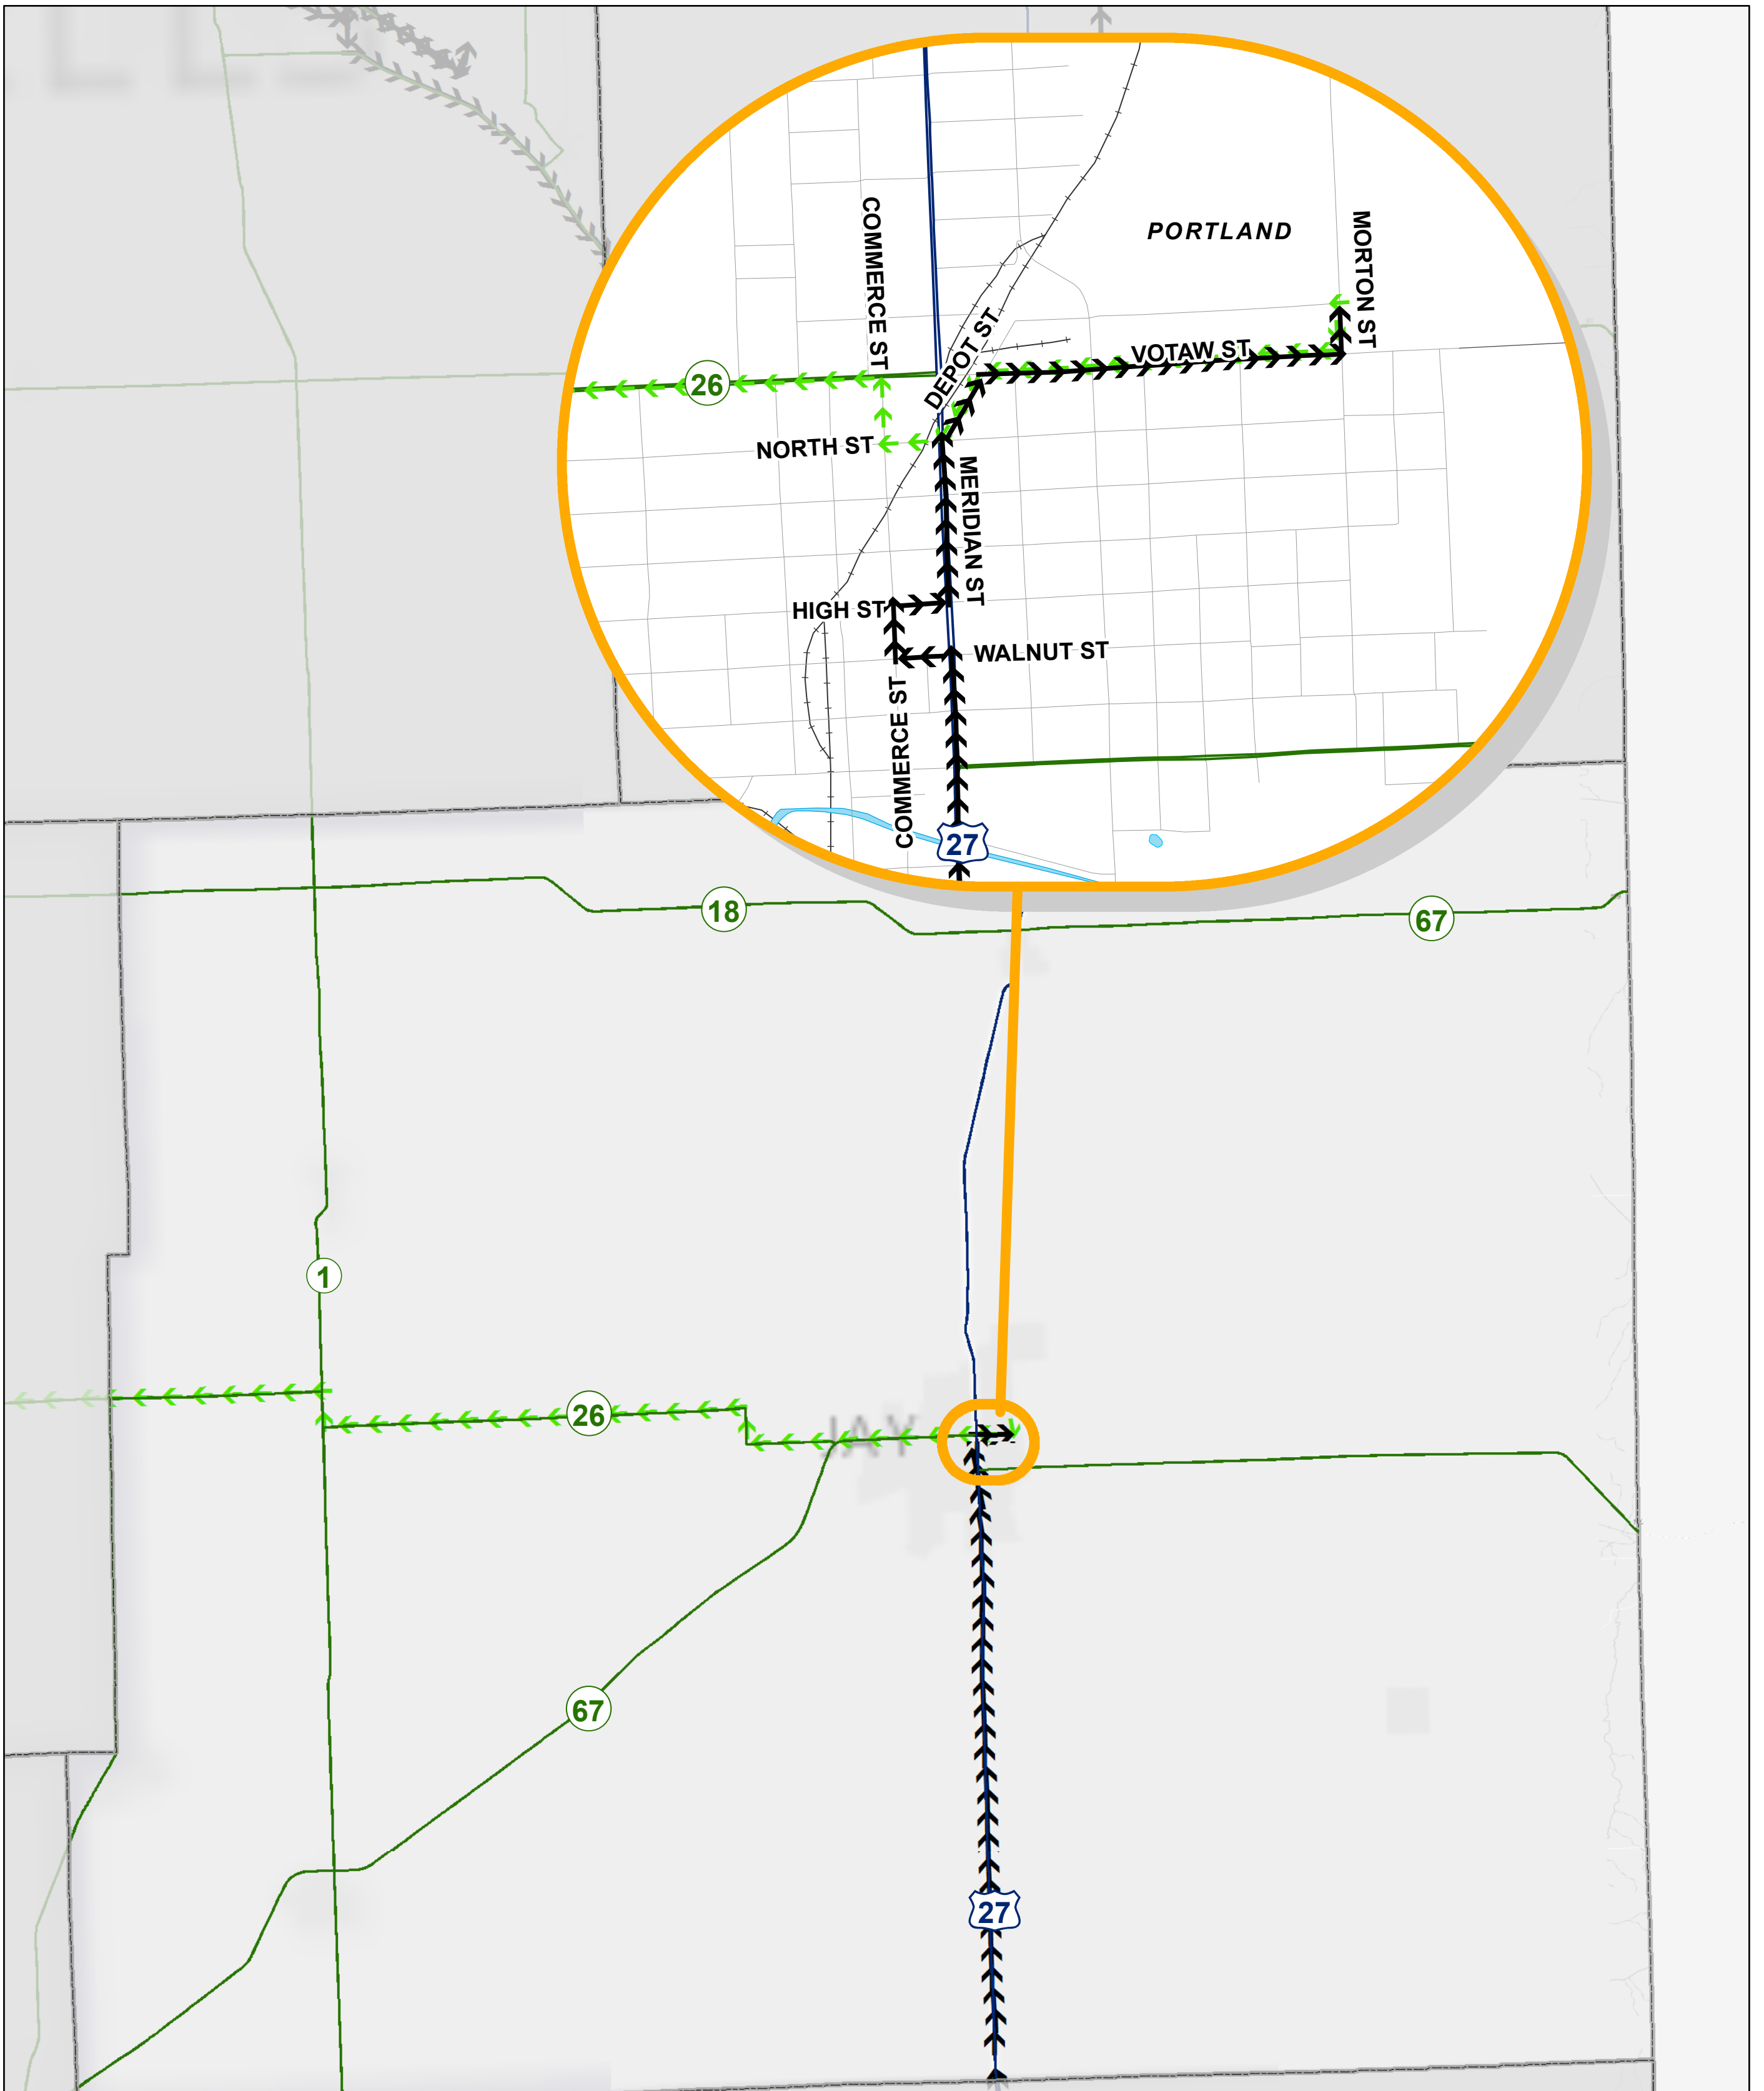 COMMERCE ST
PORTLAND
MORTON ST
DEPOT ST
VOTAW ST
26
NORTH ST
MERIDIAN ST
HIGH ST
WALNUT ST
COMMERCE ST
27
18
67
1
26
JAY
67
27